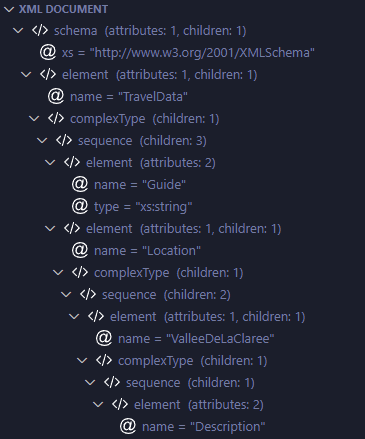 XML DOCUMENT
</> schema (attributes: 1, children: 1)
@ xs = "http://www.w3.org/2001/XMLSchema"
</> element (attributes: 1, children: 1)
@ name = "TravelData"
</> complexType (children: 1)
</> sequence (children: 3)
</> element (attributes: 2)
@ name = "Guide"
@ type = "xs:string"
</> element (attributes: 1, children: 1)
@ name = "Location"
</> complexType (children: 1)
</> sequence (children: 2)
</> element (attributes: 1, children: 1)
@ name = "ValleeDeLaClaree"
</> complexType (children: 1)
</> sequence (children: 1)
</> element (attributes: 2)
@ name = "Description"